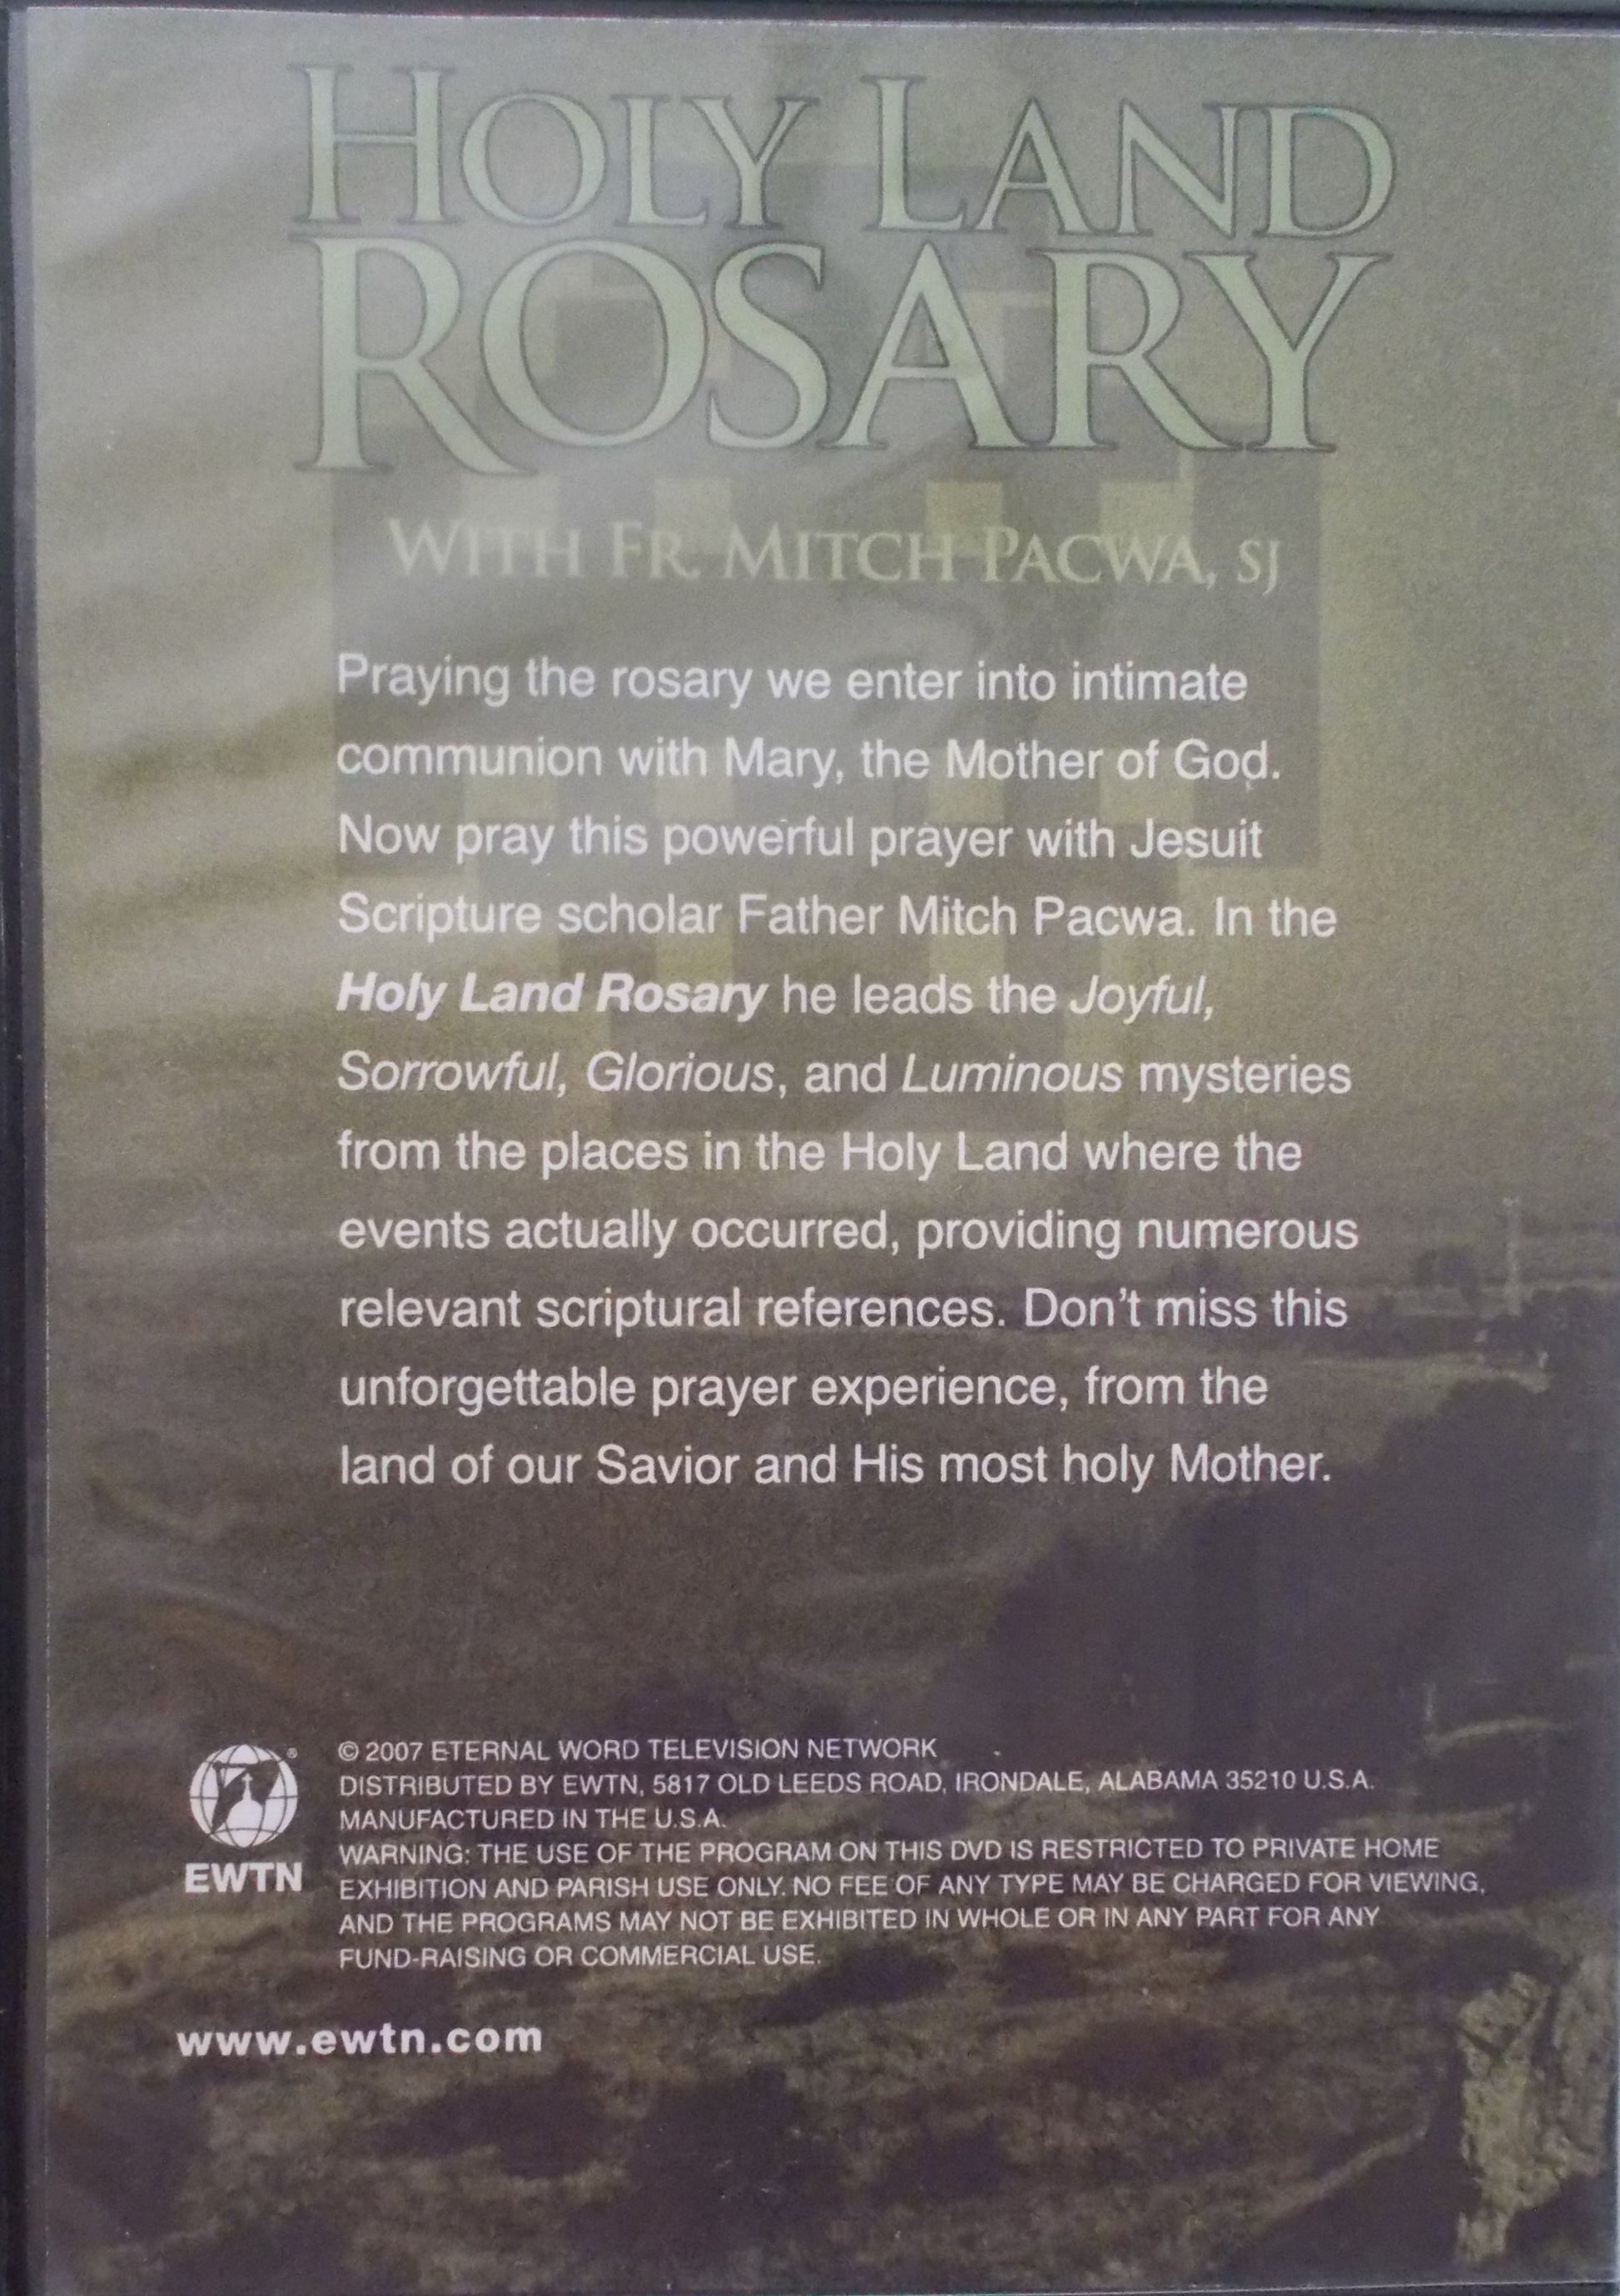 HOLY LAND
ROSARY
WITH FR. MITCH PACWA, SJ
Praying the rosary we enter into intimate
communion with Mary, the Mother of God.
Now pray this powerful prayer with Jesuit
Scripture scholar Father Mitch Pacwa. In the
Holy Land Rosary he leads the Joyful,
Sorrowful, Glorious, and Luminous mysteries
from the places in the Holy Land where the
events actually occurred, providing numerous
relevant scriptural references. Don't miss this
unforgettable prayer experience, from the
land of our Savior and His most holy Mother.
® EWTN
© 2007 ETERNAL WORD TELEVISION NETWORK
DISTRIBUTED BY EWTN, 5817 OLD LEEDS ROAD, IRONDALE, ALABAMA 35210 U.S.A.
MANUFACTURED IN THE U.S.A.
WARNING: THE USE OF THE PROGRAM ON THIS DVD IS RESTRICTED TO PRIVATE HOME
EXHIBITION AND PARISH USE ONLY. NO FEE OF ANY TYPE MAY BE CHARGED FOR VIEWING,
AND THE PROGRAMS MAY NOT BE EXHIBITED IN WHOLE OR IN ANY PART FOR ANY
FUND-RAISING OR COMMERCIAL USE.
www.ewtn.com